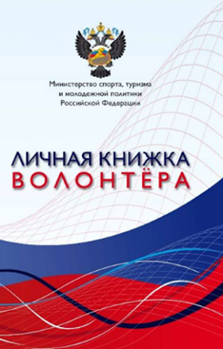 Министерство спорта, туризма
и молодежной политики
Российской Федерации
ЛИЧНАЯ КНИЖКА
ВОЛОНТЁРА